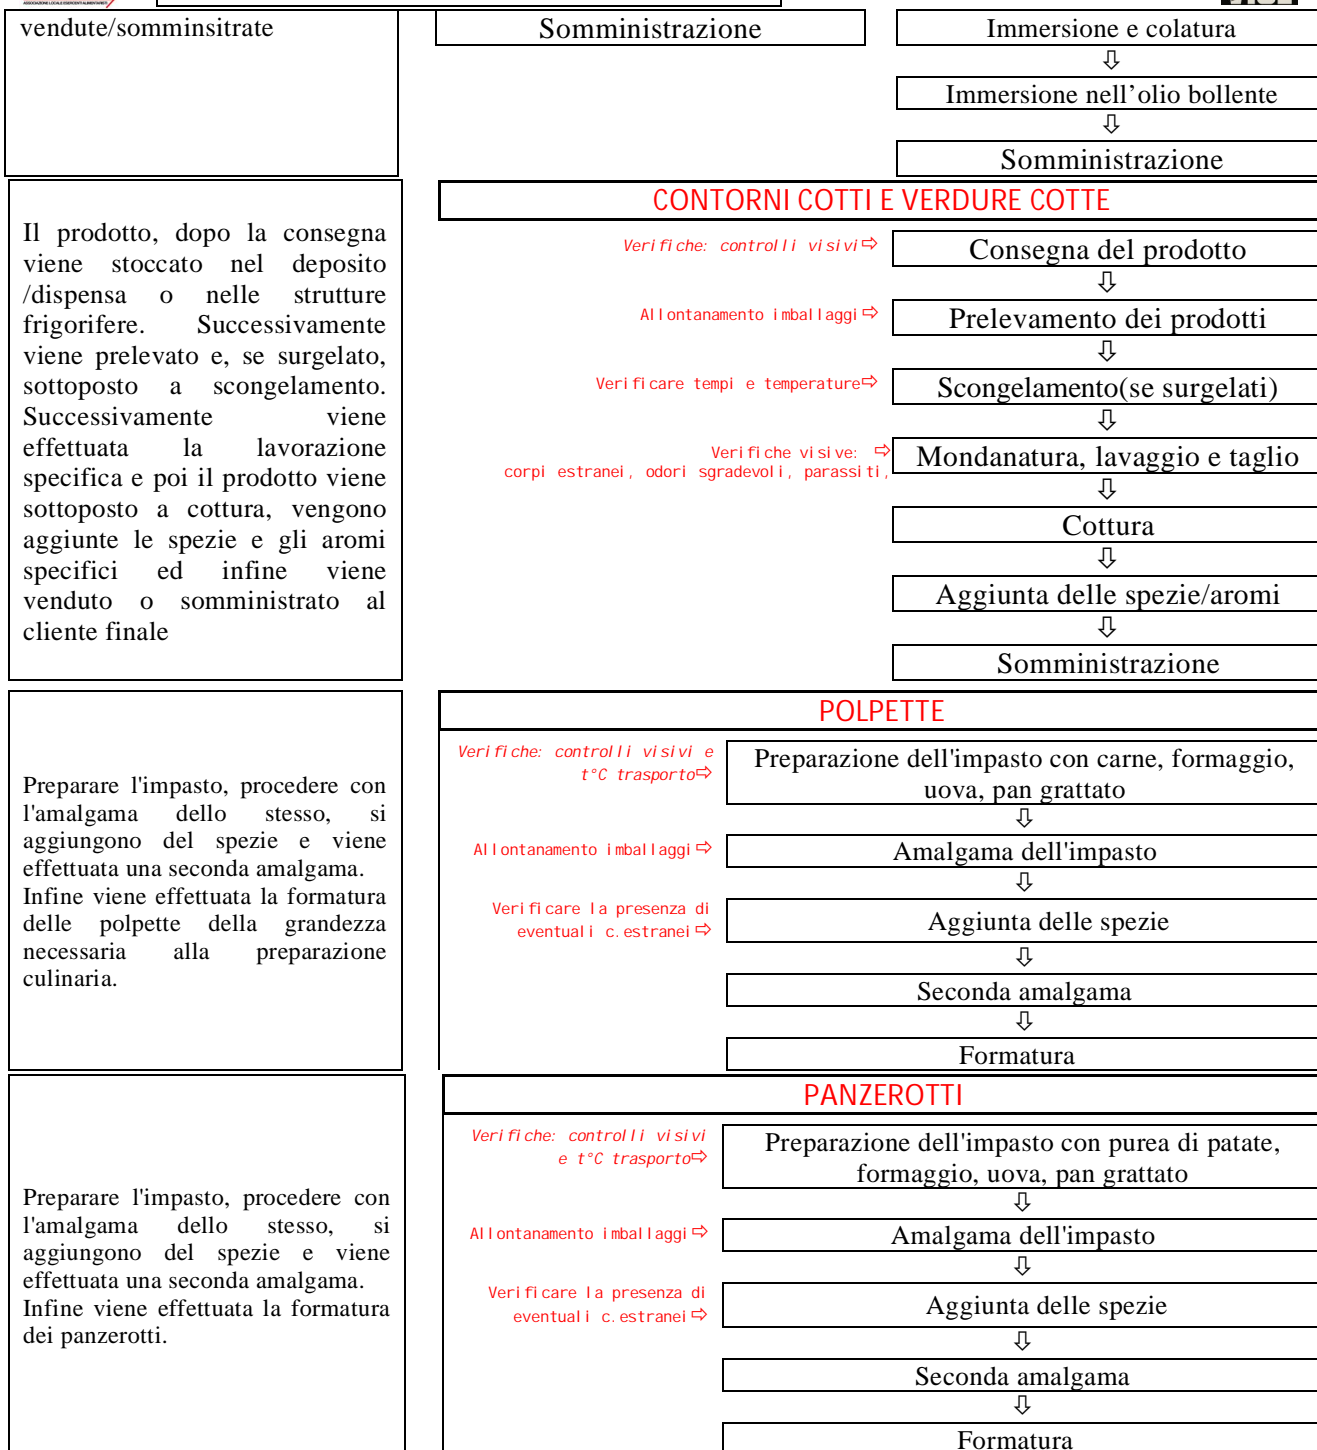 ASSOCIAZIONE LOCALE ESERCENTI ALIMENTARISTI
vendute/somminsitrate
Somministrazione
Immersione e colatura
⇩
Immersione nell’olio bollente
⇩
Somministrazione
Il prodotto, dopo la consegna
viene stoccato nel deposito
/dispensa o nelle strutture
frigorifere. Successivamente
viene prelevato e, se surgelato,
sottoposto a scongelamento.
Successivamente viene
effettuata la lavorazione
specifica e poi il prodotto viene
sottoposto a cottura, vengono
aggiunte le spezie e gli aromi
specifici ed infine viene
venduto o somministrato al
cliente finale
CONTORNI COTTI E VERDURE COTTE
Verifiche: controlli visivi⇨
Consegna del prodotto
⇩
Allontanamento imballaggi⇨
Prelevamento dei prodotti
⇩
Verificare tempi e temperature⇨
Scongelamento(se surgelati)
⇩
Verifiche visive: ⇨
corpi estranei, odori sgradevoli, parassiti,
Mondanatura, lavaggio e taglio
⇩
Cottura
⇩
Aggiunta delle spezie/aromi
⇩
Somministrazione
Preparare l'impasto, procedere con
l'amalgama dello stesso, si
aggiungono del spezie e viene
effettuata una seconda amalgama.
Infine viene effettuata la formatura
delle polpette della grandezza
necessaria alla preparazione
culinaria.
POLPETTE
Verifiche: controlli visivi e
t°C trasporto⇨
Preparazione dell'impasto con carne, formaggio,
uova, pan grattato
⇩
Allontanamento imballaggi⇨
Amalgama dell'impasto
⇩
Verificare la presenza di
eventuali c.estranei⇨
Aggiunta delle spezie
⇩
Seconda amalgama
⇩
Formatura
Preparare l'impasto, procedere con
l'amalgama dello stesso, si
aggiungono del spezie e viene
effettuata una seconda amalgama.
Infine viene effettuata la formatura
dei panzerotti.
PANZEROTTI
Verifiche: controlli visivi
e t°C trasporto⇨
Preparazione dell'impasto con purea di patate,
formaggio, uova, pan grattato
⇩
Allontanamento imballaggi⇨
Amalgama dell'impasto
⇩
Verificare la presenza di
eventuali c.estranei⇨
Aggiunta delle spezie
⇩
Seconda amalgama
⇩
Formatura